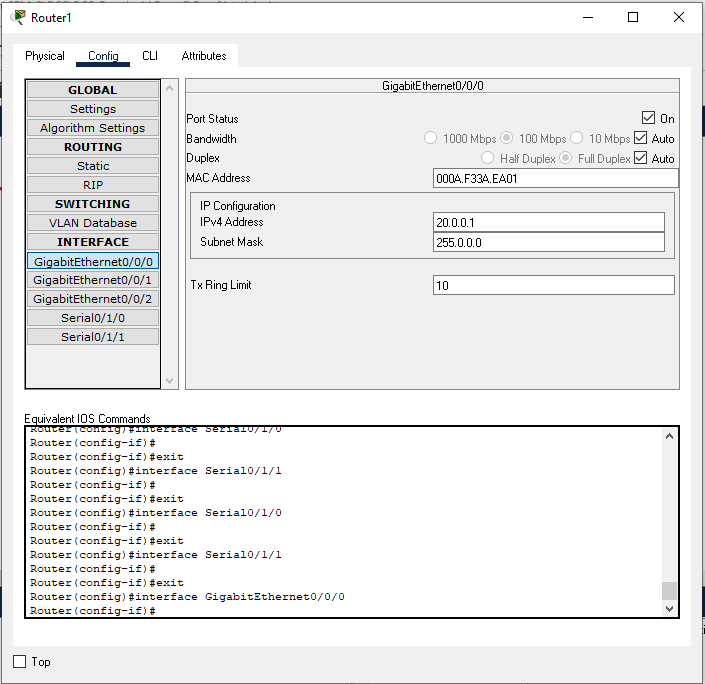 Router1
Physical Config CLI Attributes
GLOBAL
Settings
Algorithm Settings
ROUTING
Static
RIP
SWITCHING
VLAN Database
INTERFACE
GigabitEthernet0/0/0
GigabitEthernet0/0/1
GigabitEthernet0/0/2
Serial0/1/0
Serial0/1/1
GigabitEthernet0/0/0
Port Status On
Bandwidth 1000 Mbps 100 Mbps 10 Mbps Auto
Duplex Half Duplex Full Duplex Auto
MAC Address 000A.F33A.EA01
IP Configuration
IPv4 Address 20.0.0.1
Subnet Mask 255.0.0.0
Tx Ring Limit 10
Equivalent IOS Commands
Router(config)#interface Serial0/1/0
Router(config-if)#
Router(config-if)#exit
Router(config)#interface Serial0/1/1
Router(config-if)#
Router(config-if)#exit
Router(config)#interface Serial0/1/0
Router(config-if)#
Router(config-if)#exit
Router(config)#interface Serial0/1/1
Router(config-if)#
Router(config-if)#exit
Router(config)#interface GigabitEthernet0/0/0
Router(config-if)#
Top